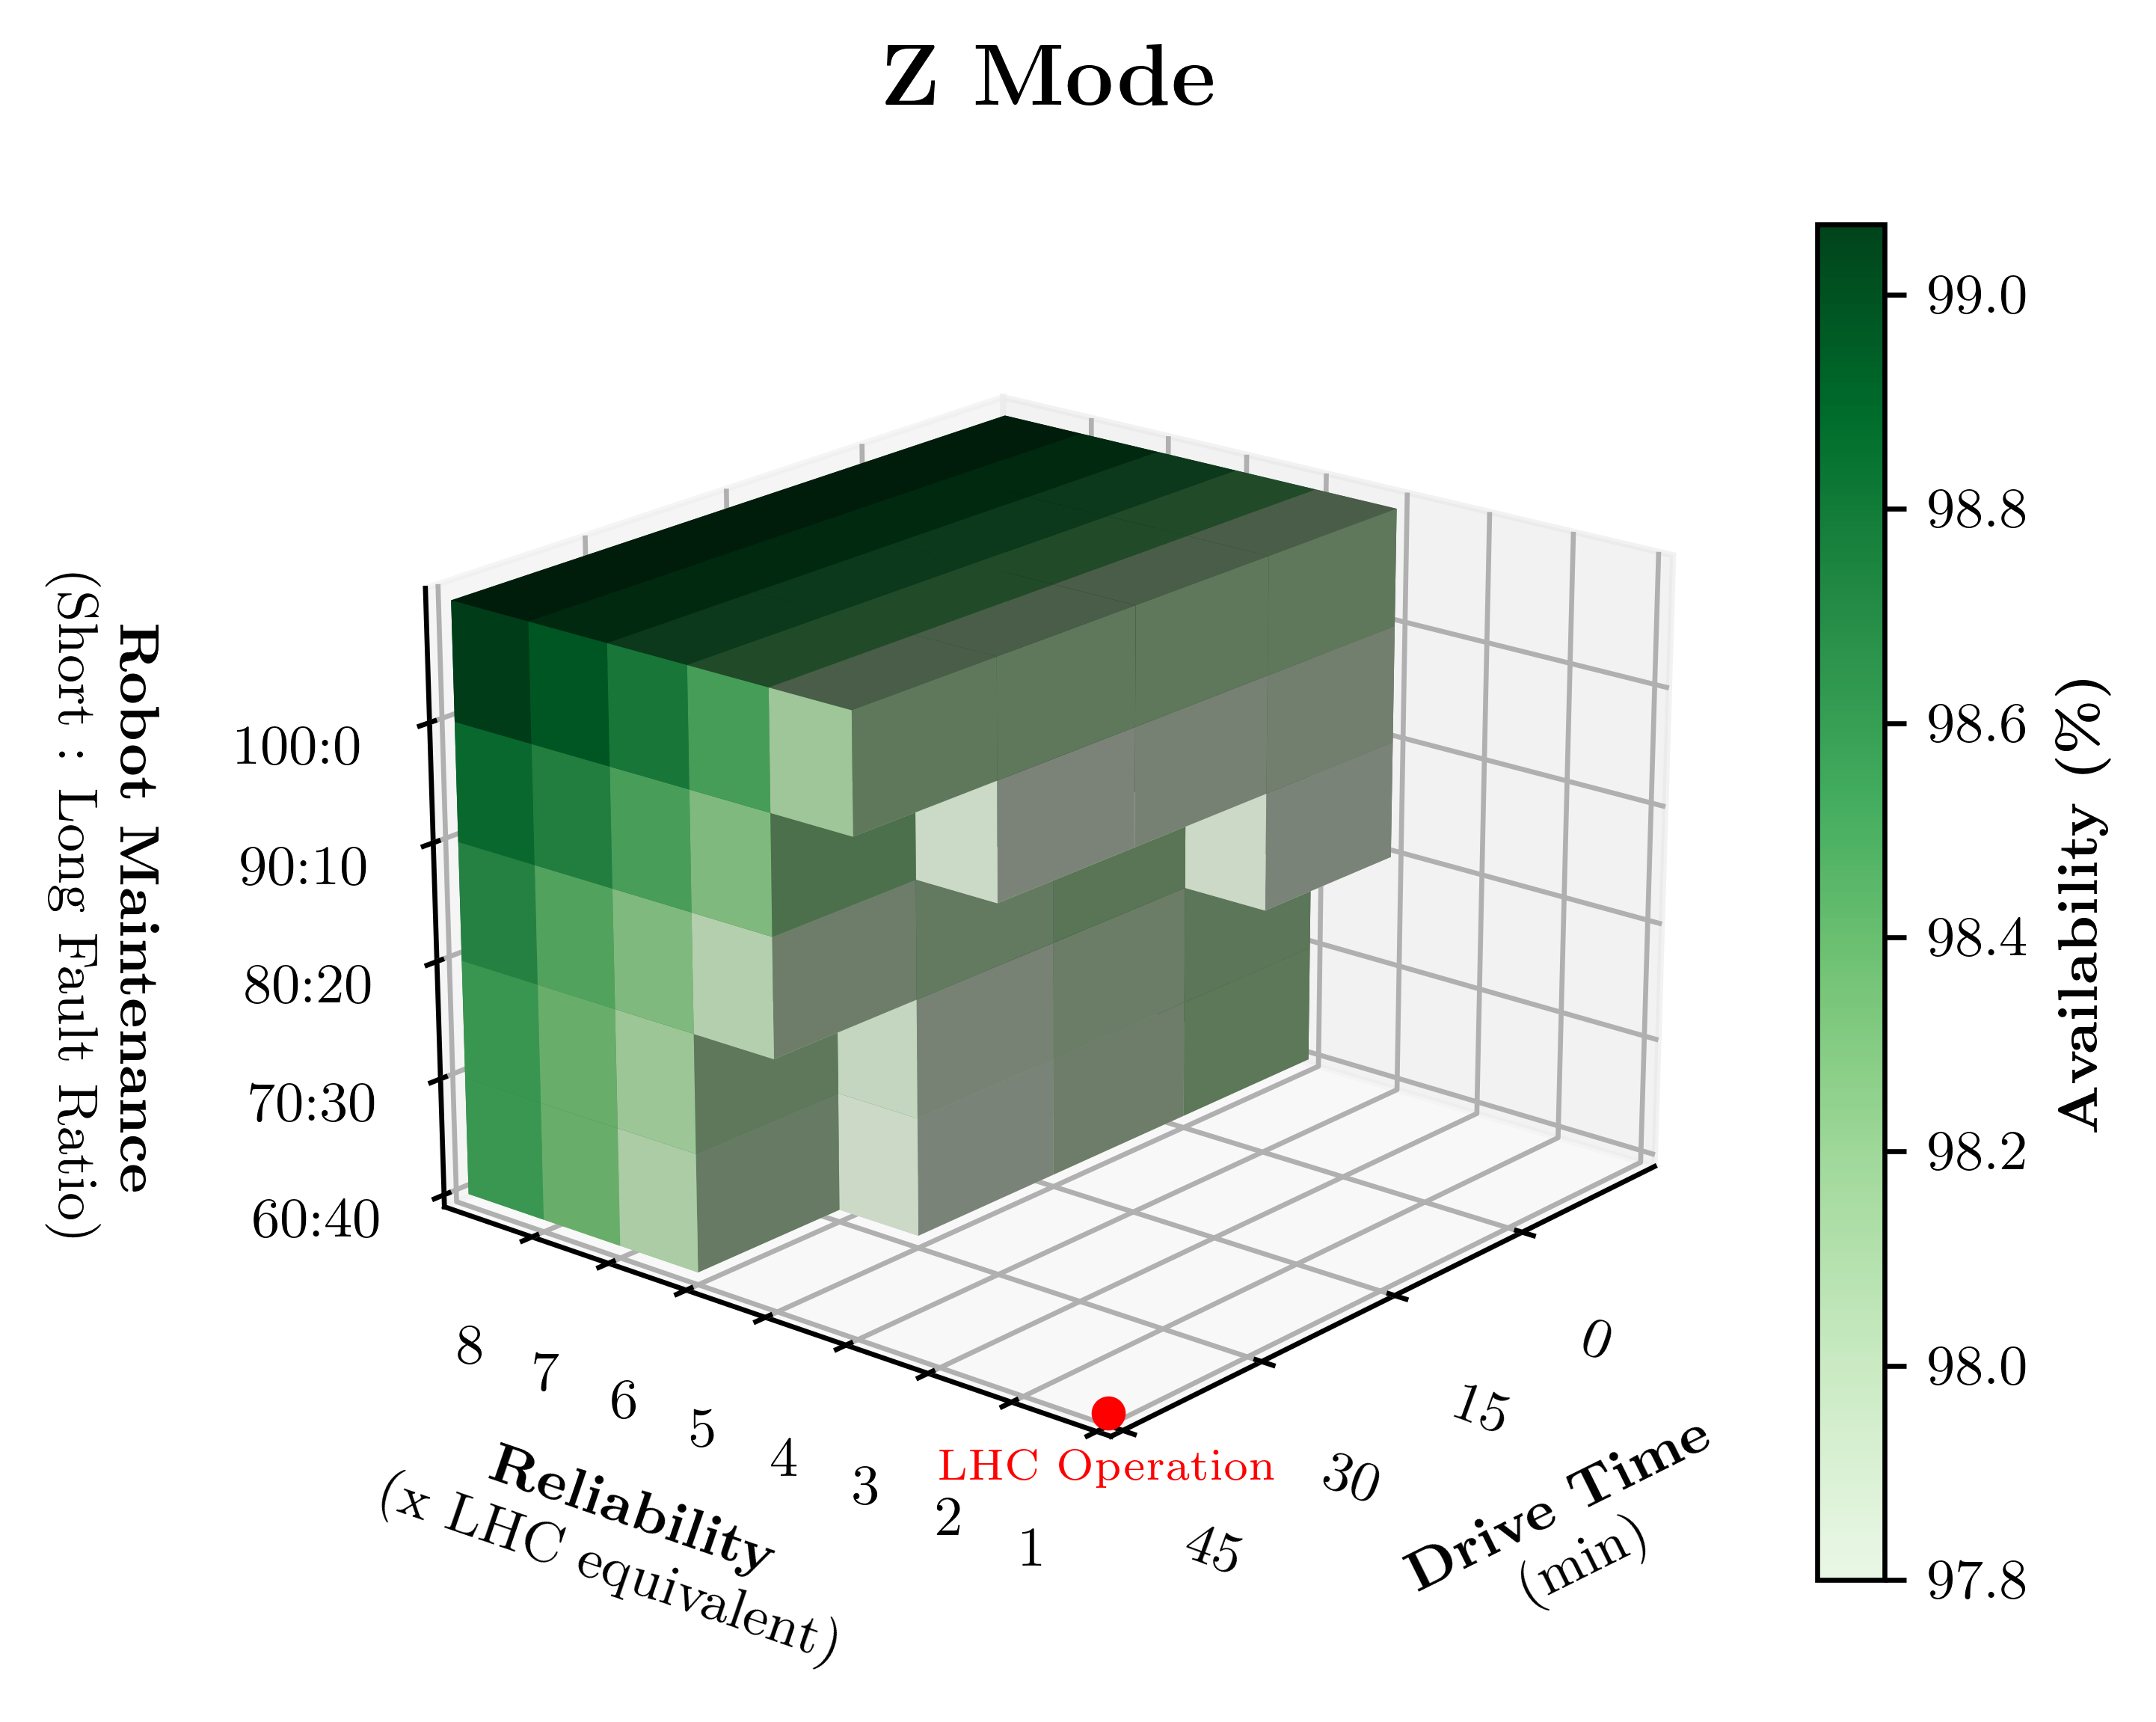 Z Mode
Robot Maintenance
(Short : Long Fault Ratio)
100:0
90:10
80:20
70:30
60:40
8
7
6
5
4
3
2
1
Reliability
(x LHC equivalent)
LHC Operation
0
15
30
45
Drive Time
(min)
99.0
98.8
98.6
98.4
98.2
98.0
97.8
Availability (%)